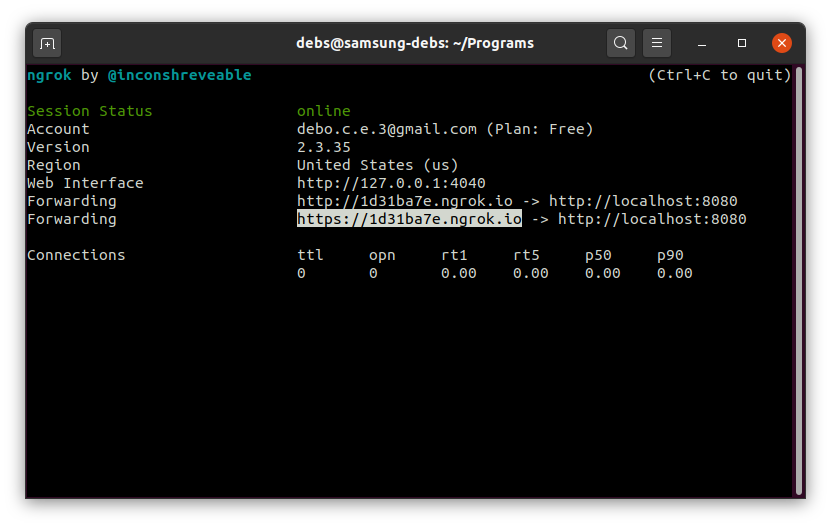 debs@samsung-debs: ~/Programs
ngrok by @inconshreveable (Ctrl+C to quit)
Session Status online
Account debo.c.e.3@gmail.com (Plan: Free)
Version 2.3.35
Region United States (us)
Web Interface http://127.0.0.1:4040
Forwarding http://1d31ba7e.ngrok.io -> http://localhost:8080
Forwarding https://1d31ba7e.ngrok.io -> http://localhost:8080
Connections ttl opn rt1 rt5 p50 p90
0 0 0.00 0.00 0.00 0.00